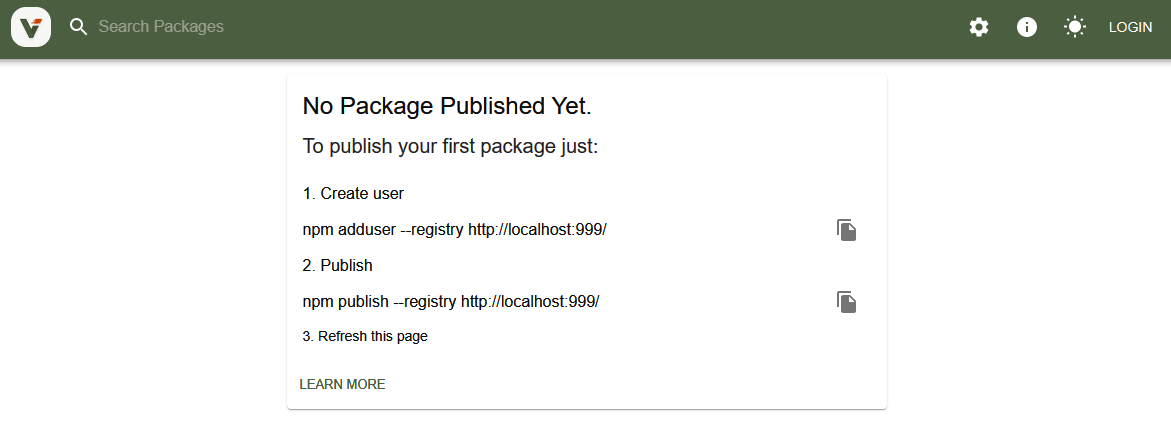 Search Packages
LOGIN
No Package Published Yet.
To publish your first package just:
1. Create user
npm adduser --registry http://localhost:999/
2. Publish
npm publish --registry http://localhost:999/
3. Refresh this page
LEARN MORE